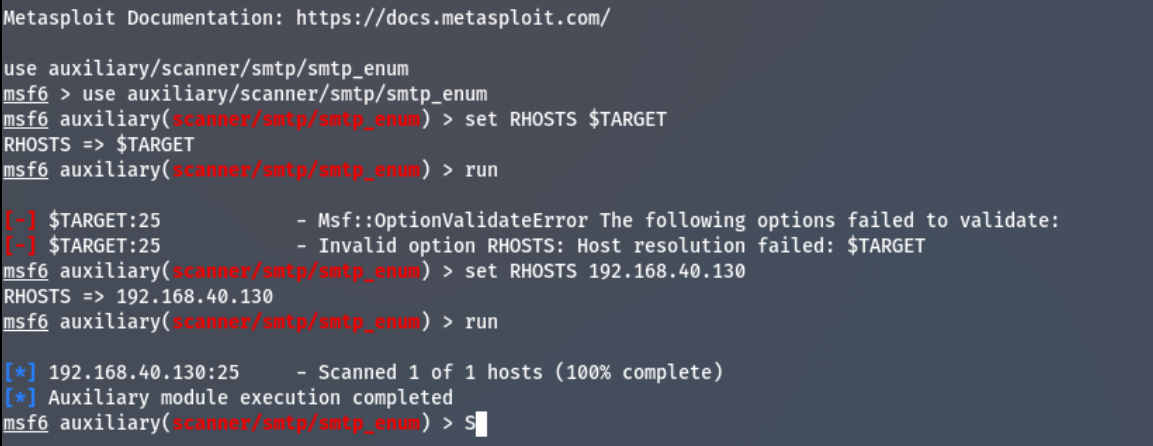 Metasploit Documentation: https://docs.metasploit.com/
use auxiliary/scanner/smtp/smtp_enum
msf6 > use auxiliary/scanner/smtp/smtp_enum
msf6 auxiliary(scanner/smtp/smtp_enum) > set RHOSTS $TARGET
RHOSTS => $TARGET
msf6 auxiliary(scanner/smtp/smtp_enum) > run
[-] $TARGET:25 - Msf::OptionValidateError The following options failed to validate:
[-] $TARGET:25 - Invalid option RHOSTS: Host resolution failed: $TARGET
msf6 auxiliary(scanner/smtp/smtp_enum) > set RHOSTS 192.168.40.130
RHOSTS => 192.168.40.130
msf6 auxiliary(scanner/smtp/smtp_enum) > run
[*] 192.168.40.130:25 - Scanned 1 of 1 hosts (100% complete)
[*] Auxiliary module execution completed
msf6 auxiliary(scanner/smtp/smtp_enum) > S